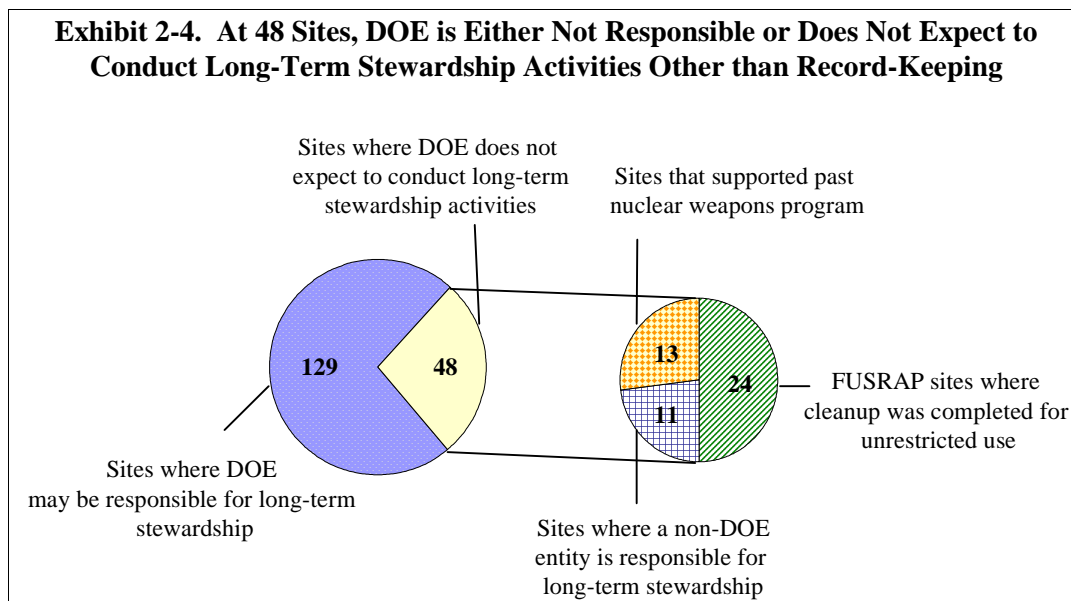 Exhibit 2-4. At 48 Sites, DOE is Either Not Responsible or Does Not Expect to
Conduct Long-Term Stewardship Activities Other than Record-Keeping
Sites where DOE does not
expect to conduct long-term
stewardship activities
Sites that supported past
nuclear weapons program
129
48
13
11
24
FUSRAP sites where
cleanup was completed for
unrestricted use
Sites where DOE
may be responsible for long-term
stewardship
Sites where a non-DOE
entity is responsible for
long-term stewardship